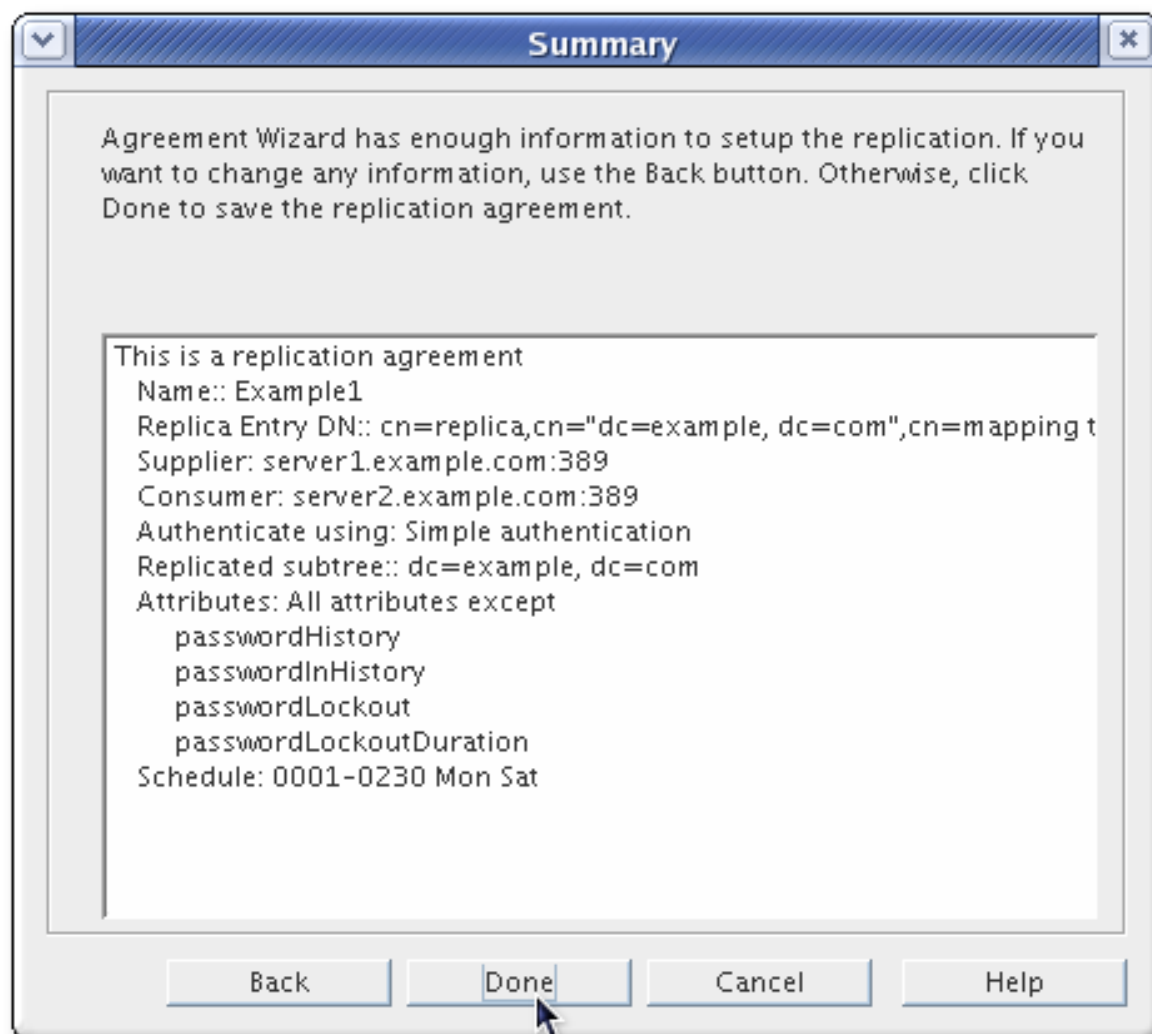 Summary
Agreement Wizard has enough information to setup the replication. If you
want to change any information, use the Back button. Otherwise, click
Done to save the replication agreement.
This is a replication agreement
Name:: Example1
Replica Entry DN:: cn=replica,cn="dc=example, dc=com",cn=mapping t
Supplier: server1.example.com:389
Consumer: server2.example.com:389
Authenticate using: Simple authentication
Replicated subtree:: dc=example, dc=com
Attributes: All attributes except
passwordHistory
passwordInHistory
passwordLockout
passwordLockoutDuration
Schedule: 0001-0230 Mon Sat
Back Done Cancel Help